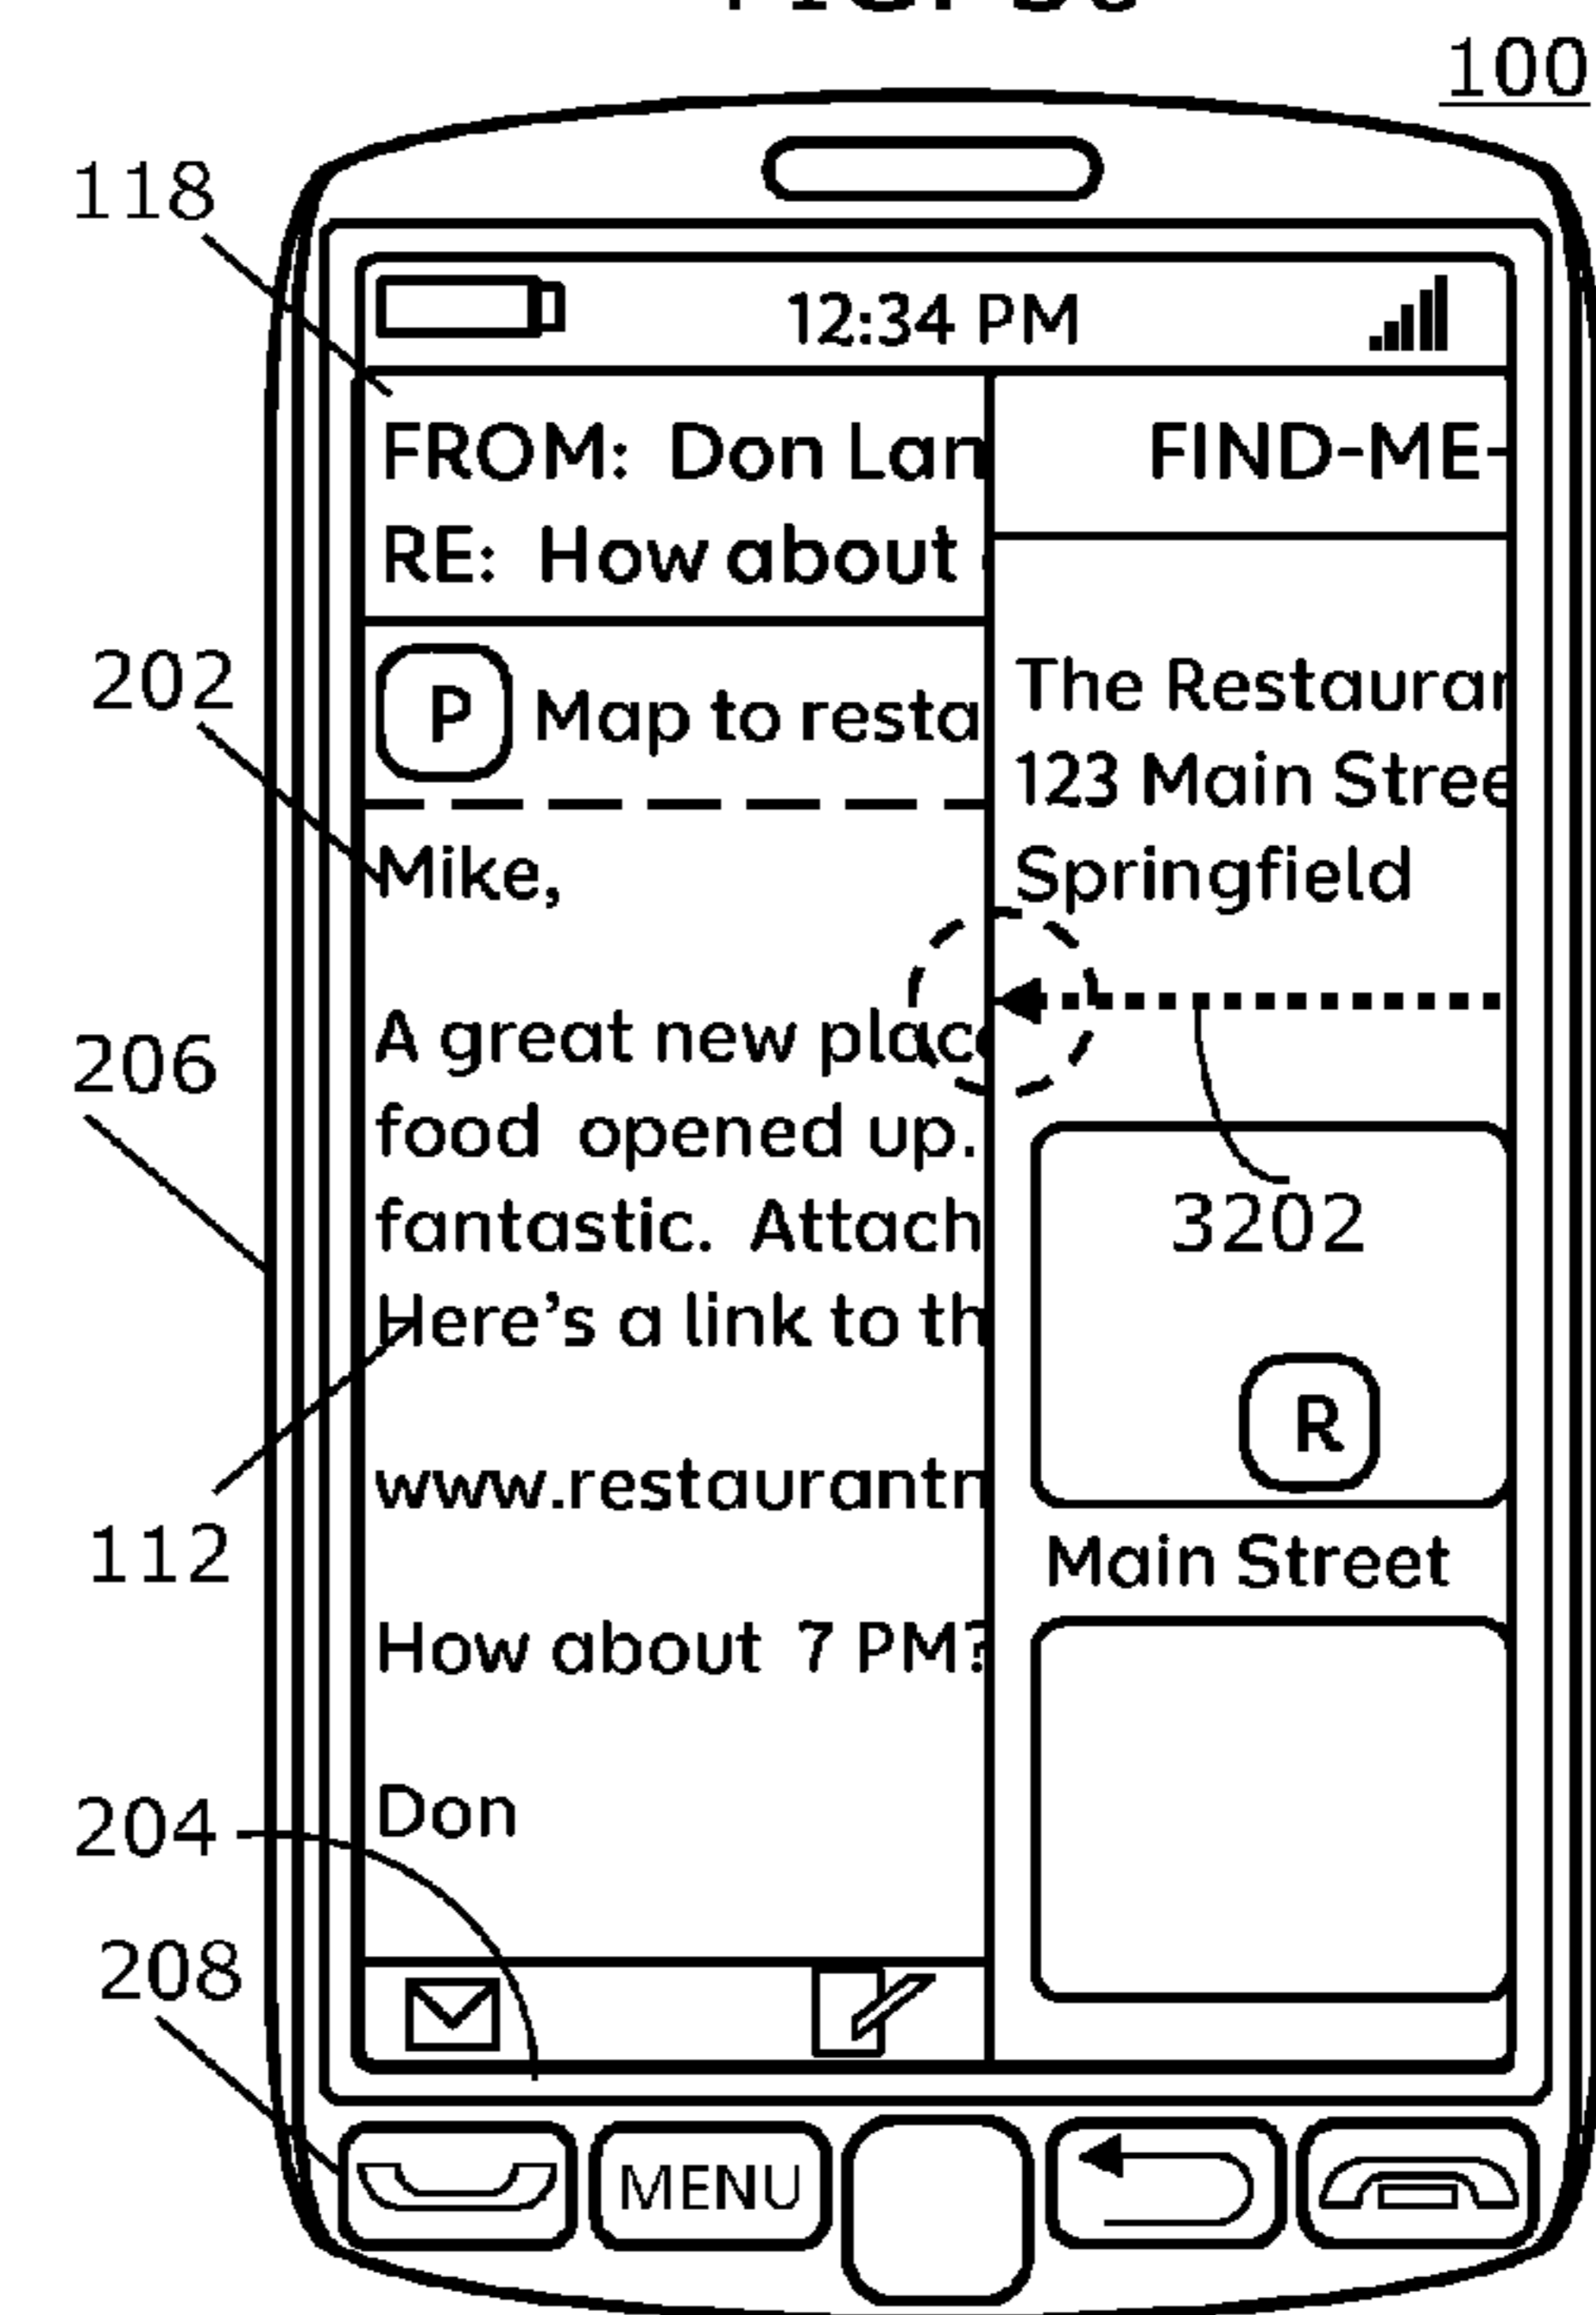 100
118
12:34 PM
FROM:  Don Lan
RE:  How about
FIND-ME-
202
P
Map to resta
The Restauran
123 Main Stree
Springfield
Mike,
206
A great new place
food  opened up.
fantastic.  Attach
Here's a link to th
3202
R
www.restaurantn
112
Main Street
How about  7 PM?
204
Don
208
MENU